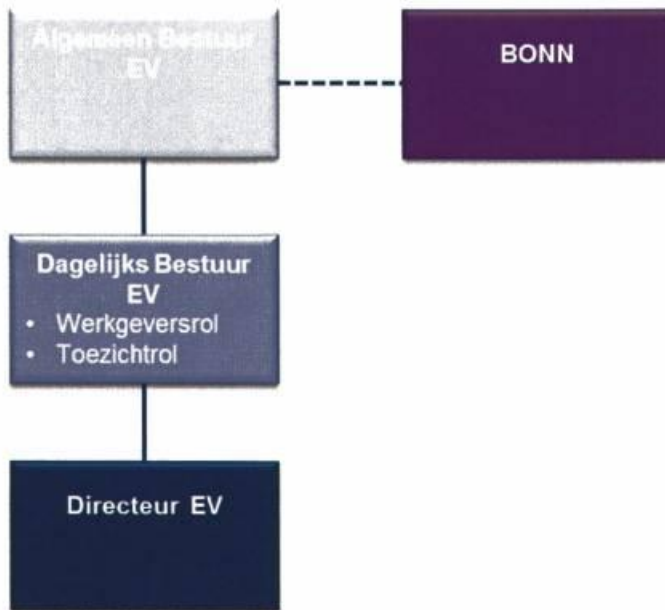 Algemeen Bestuur
EV
BONN
Dagelijks Bestuur
EV
• Werkgeversrol
• Toezichtrol
Directeur EV